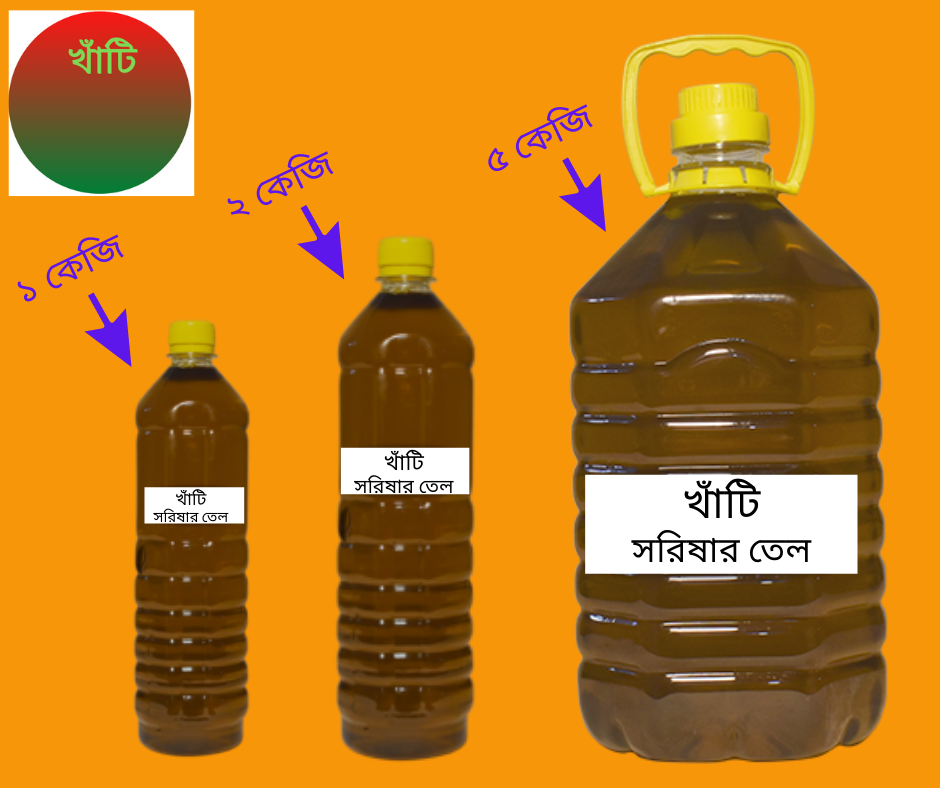 খাঁটি
১ কেজি
২ কেজি
৫ কেজি
খাঁটি
সরিষার তেল
খাঁটি
সরিষার তেল
খাঁটি
সরিষার তেল